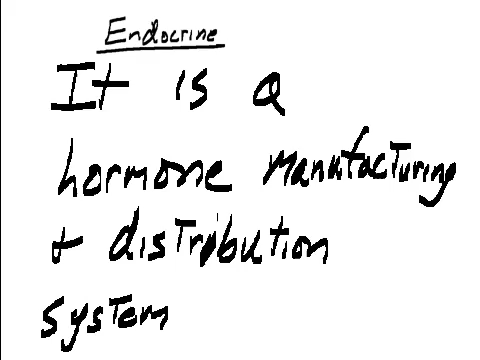 Endocrine
It is a
hormone manufacturing
+ distribution
system